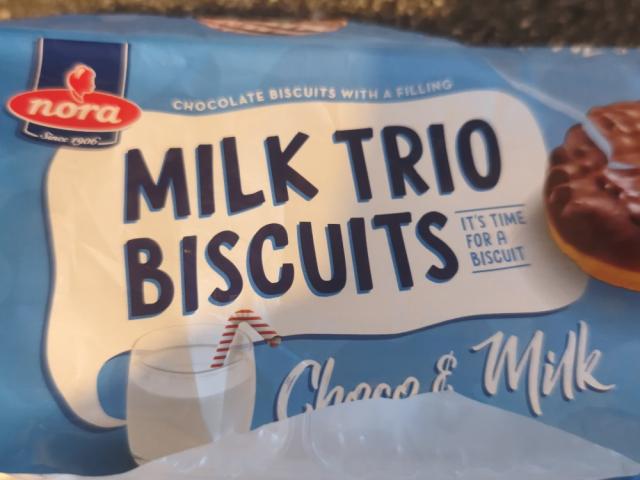 nora
Since 1906
CHOCOLATE BISCUITS WITH A FILLING
MILK TRIO
BISCUITS
IT'S TIME
FOR A
BISCUIT
Choco & Milk